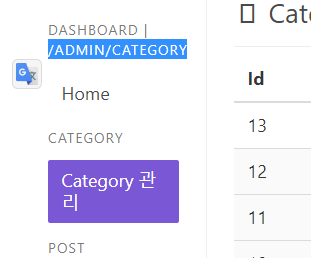 DASHBOARD |
/ADMIN/CATEGORY
Home
CATEGORY
Category 관
리
POST
Cate
Id
13
12
11